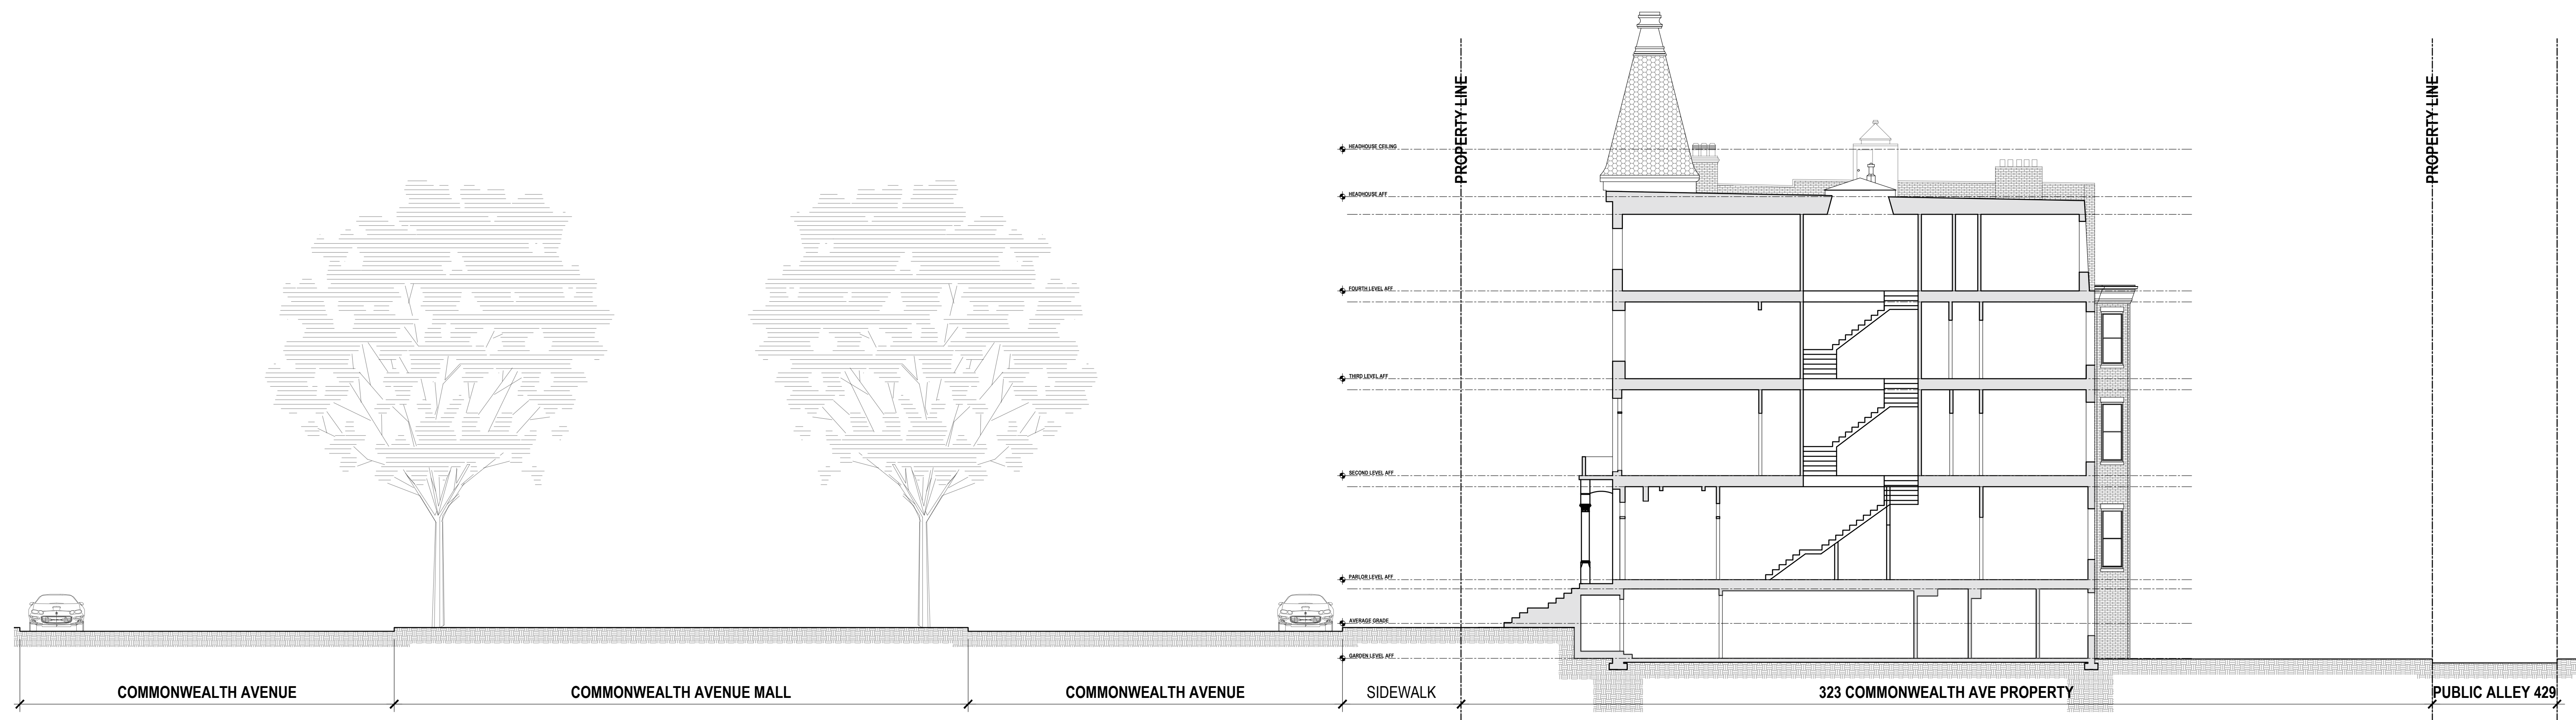 PROPERTY LINE
PROPERTY LINE
HEADHOUSE CEILING
HEADHOUSE AFF
FOURTH LEVEL AFF
THIRD LEVEL AFF
SECOND LEVEL AFF
PARLOR LEVEL AFF
AVERAGE GRADE
GARDEN LEVEL AFF
COMMONWEALTH AVENUE
COMMONWEALTH AVENUE MALL
COMMONWEALTH AVENUE
SIDEWALK
323 COMMONWEALTH AVE PROPERTY
PUBLIC ALLEY 429